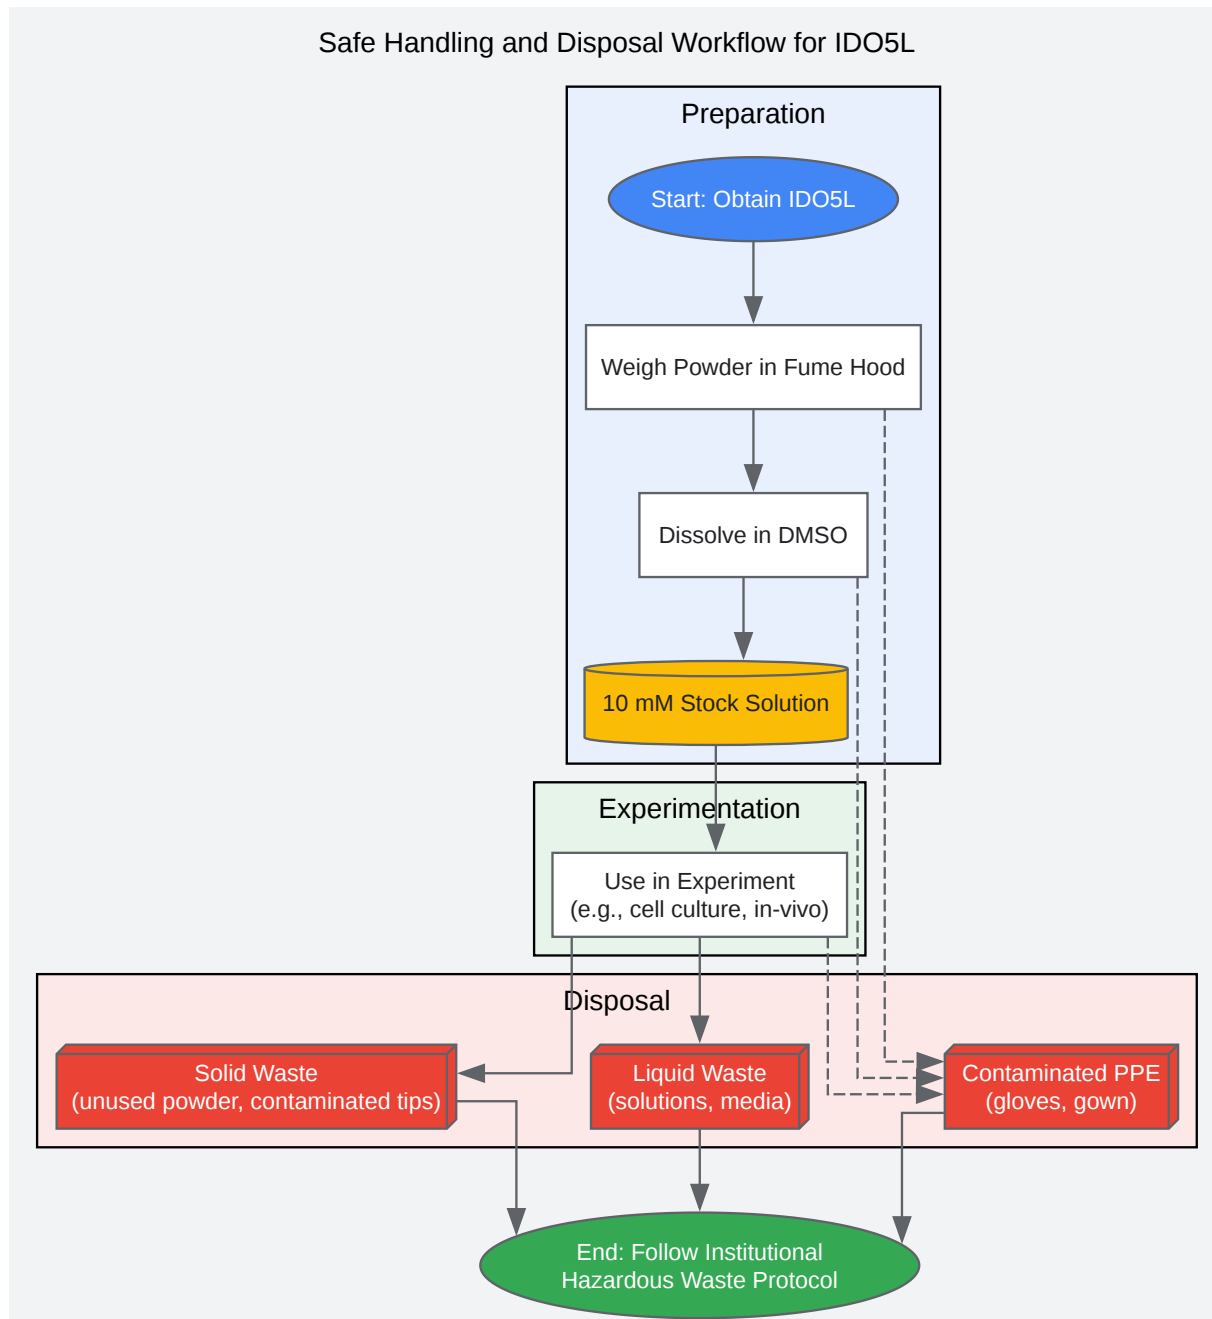 Safe Handling and Disposal Workflow for IDO5L
Preparation
Start: Obtain IDO5L
Weigh Powder in Fume Hood
Dissolve in DMSO
10 mM Stock Solution
Experimentation
Use in Experiment
(e.g., cell culture, in-vivo)
Disposal
Solid Waste
(unused powder, contaminated tips)
Liquid Waste
(solutions, media)
Contaminated PPE
(gloves, gown)
End: Follow Institutional
Hazardous Waste Protocol